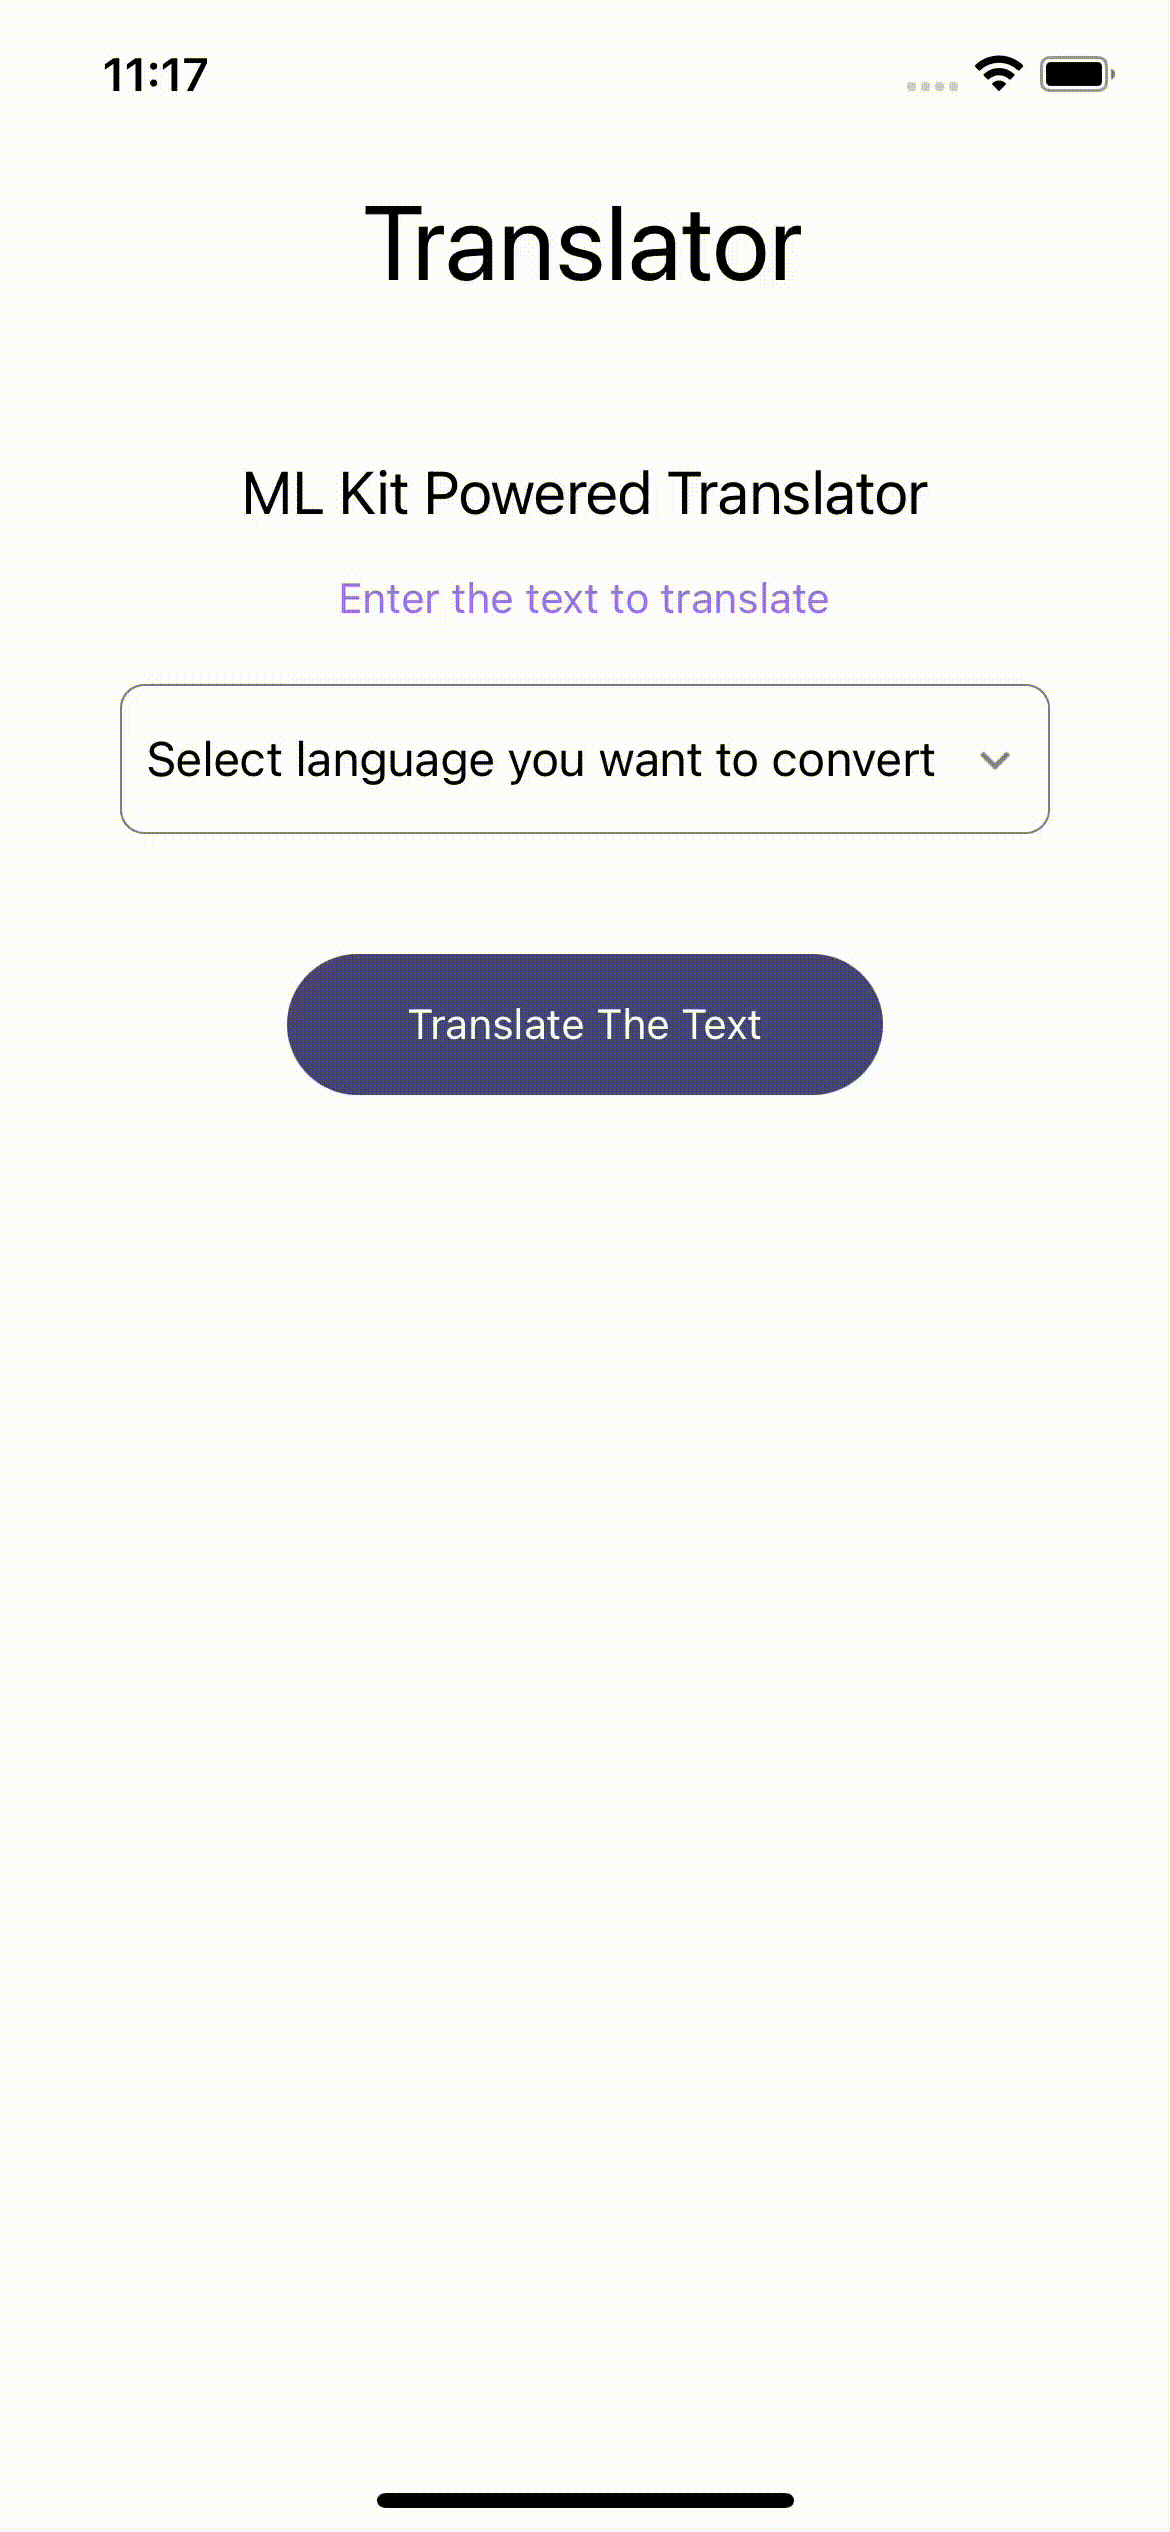 11:17
Translator
ML Kit Powered Translator
Enter the text to translate
Select language you want to convert
Translate The Text